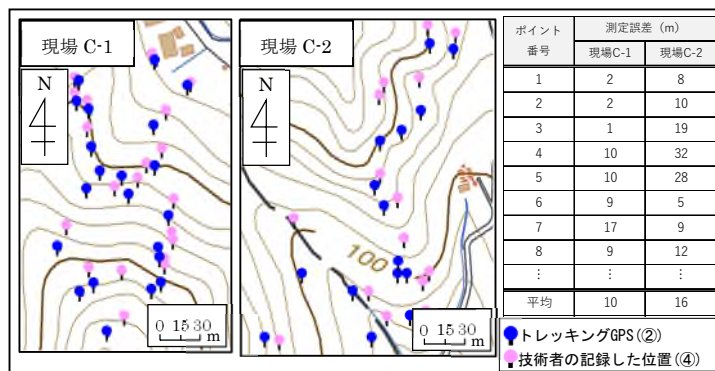 現場 C-1
N
0 15 30
m
現場 C-2
N
100
0 15 30
m
ポイント番号 測定誤差（m）
現場C-1 現場C-2
1 2 8
2 2 10
3 1 19
4 10 32
5 10 28
6 9 5
7 17 9
8 9 12
⋮ ⋮ ⋮
平均 10 16
トレッキングGPS(②)
技術者の記録した位置(④)